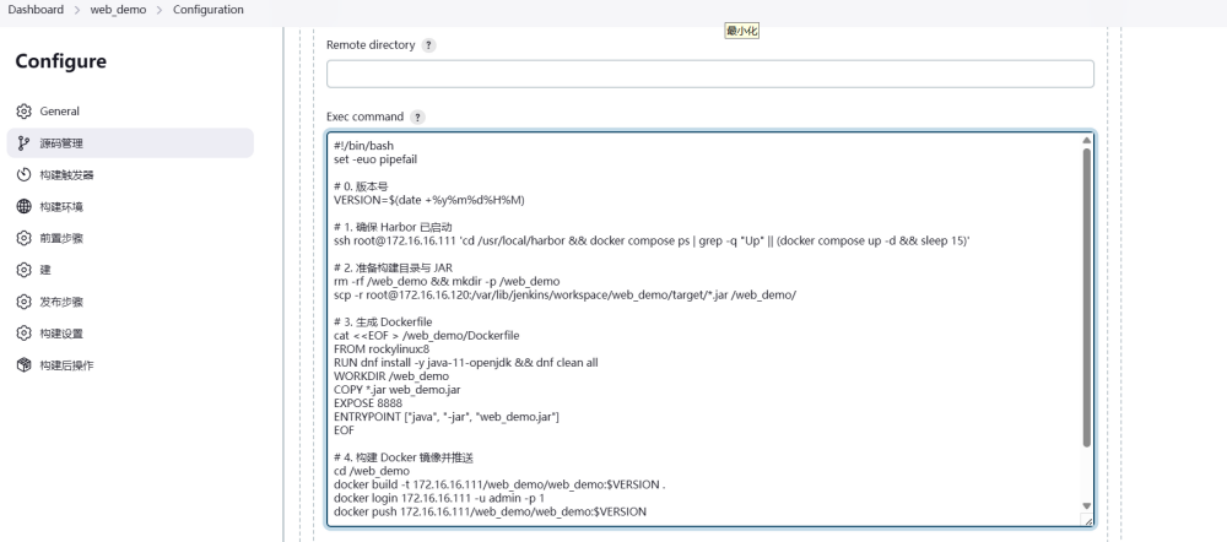 Dashboard > web_demo > Configuration
最小化
Configure
General
源码管理
构建触发器
构建环境
前置步骤
建
发布步骤
构建设置
构建后操作
Remote directory ?
Exec command ?
#!/bin/bash
set -euo pipefail
# 0. 版本号
VERSION=$(date +%y%m%d%H%M)
# 1. 确保 Harbor 已启动
ssh root@172.16.16.111 'cd /usr/local/harbor && docker compose ps | grep -q "Up" || (docker compose up -d && sleep 15)'
# 2. 准备构建目录与 JAR
rm -rf /web_demo && mkdir -p /web_demo
scp -r root@172.16.16.120:/var/lib/jenkins/workspace/web_demo/target/*.jar /web_demo/
# 3. 生成 Dockerfile
cat <<EOF > /web_demo/Dockerfile
FROM rockylinux:8
RUN dnf install -y java-11-openjdk && dnf clean all
WORKDIR /web_demo
COPY *.jar web_demo.jar
EXPOSE 8888
ENTRYPOINT ["java", "-jar", "web_demo.jar"]
EOF
# 4. 构建 Docker 镜像并推送
cd /web_demo
docker build -t 172.16.16.111/web_demo/web_demo:$VERSION .
docker login 172.16.16.111 -u admin -p 1
docker push 172.16.16.111/web_demo/web_demo:$VERSION